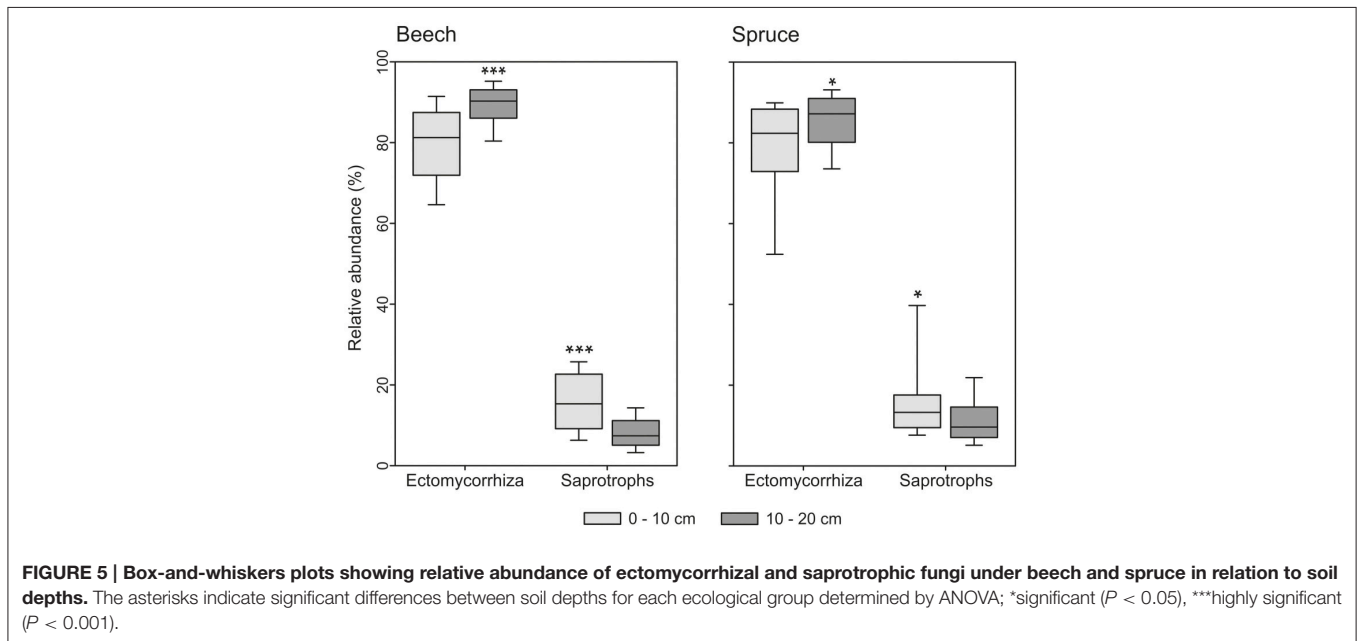 Beech
Spruce
Relative abundance (%)
100
80
60
40
20
0
***
***
*
*
Ectomycorrhiza
Saprotrophs
Ectomycorrhiza
Saprotrophs
0 - 10 cm
10 - 20 cm
FIGURE 5 | Box-and-whiskers plots showing relative abundance of ectomycorrhizal and saprotrophic fungi under beech and spruce in relation to soil
depths. The asterisks indicate significant differences between soil depths for each ecological group determined by ANOVA; *significant (P < 0.05), ***highly significant
(P < 0.001).